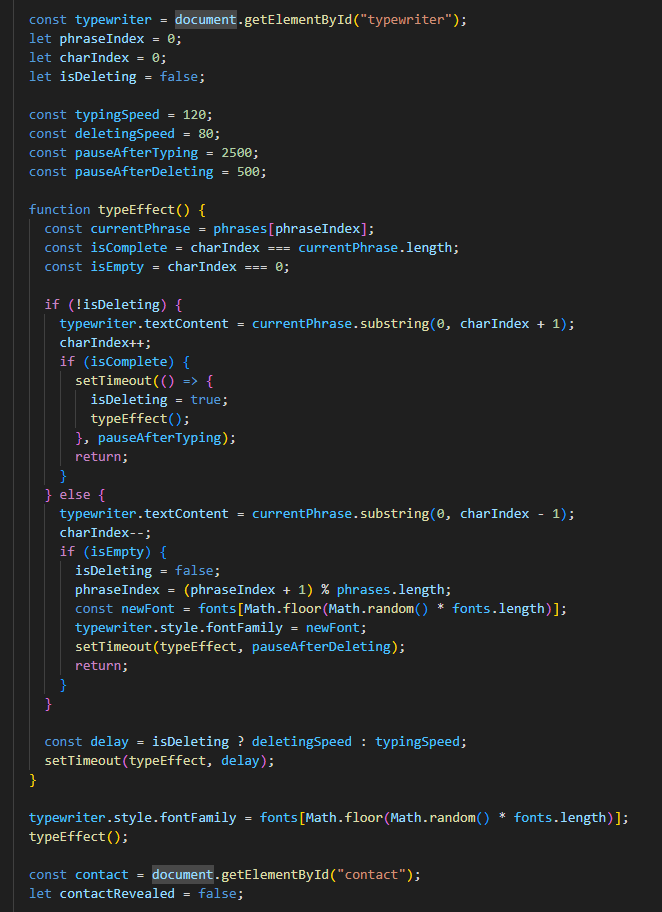 const typewriter = document.getElementById("typewriter");
let phraseIndex = 0;
let charIndex = 0;
let isDeleting = false;

const typingSpeed = 120;
const deletingSpeed = 80;
const pauseAfterTyping = 2500;
const pauseAfterDeleting = 500;

function typeEffect() {
  const currentPhrase = phrases[phraseIndex];
  const isComplete = charIndex === currentPhrase.length;
  const isEmpty = charIndex === 0;

  if (!isDeleting) {
    typewriter.textContent = currentPhrase.substring(0, charIndex + 1);
    charIndex++;
    if (isComplete) {
      setTimeout(() => {
        isDeleting = true;
        typeEffect();
      }, pauseAfterTyping);
      return;
    }
  } else {
    typewriter.textContent = currentPhrase.substring(0, charIndex - 1);
    charIndex--;
    if (isEmpty) {
      isDeleting = false;
      phraseIndex = (phraseIndex + 1) % phrases.length;
      const newFont = fonts[Math.floor(Math.random() * fonts.length)];
      typewriter.style.fontFamily = newFont;
      setTimeout(typeEffect, pauseAfterDeleting);
      return;
    }
  }

  const delay = isDeleting ? deletingSpeed : typingSpeed;
  setTimeout(typeEffect, delay);
}

typewriter.style.fontFamily = fonts[Math.floor(Math.random() * fonts.length)];
typeEffect();

const contact = document.getElementById("contact");
let contactRevealed = false;